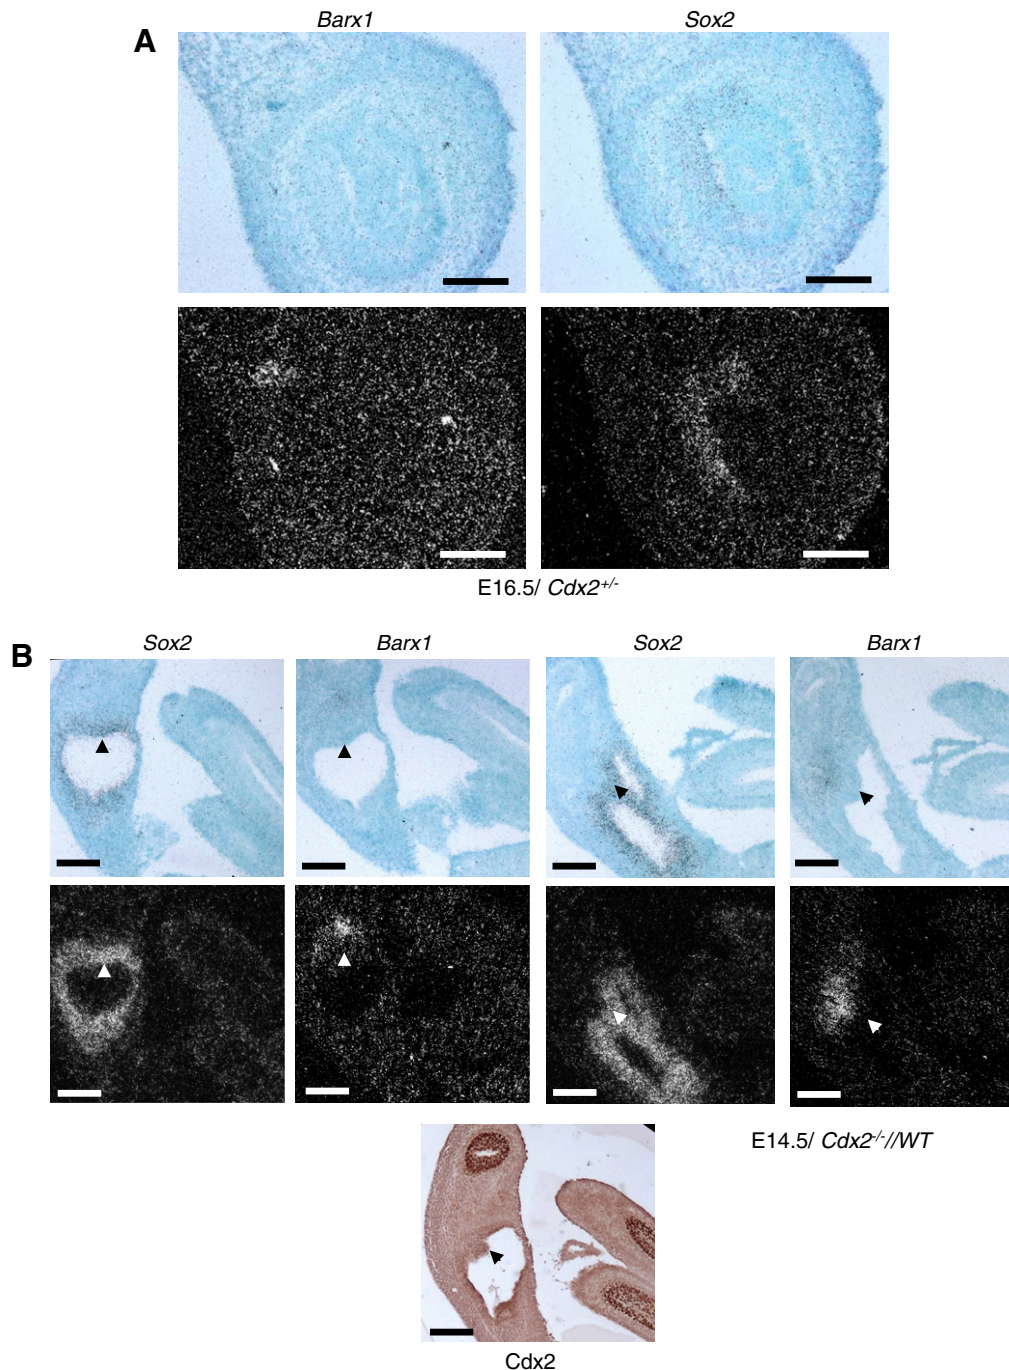 Barx1 Sox2
A
E16.5/ Cdx2+/-
B
Sox2 Barx1 Sox2 Barx1
E14.5/ Cdx2-/-//WT
Cdx2